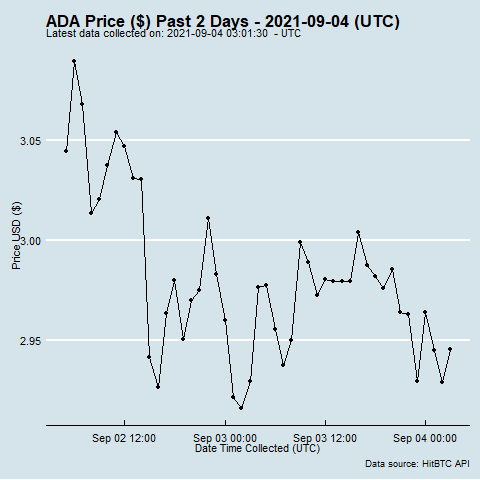 ADA Price ($) Past 2 Days - 2021-09-04 (UTC)
Latest data collected on: 2021-09-04 03:01:30 - UTC
3.05
3.00
2.95
Price USD ($)
Sep 02 12:00 Sep 03 00:00 Sep 03 12:00 Sep 04 00:00
Date Time Collected (UTC)
Data source: HitBTC API